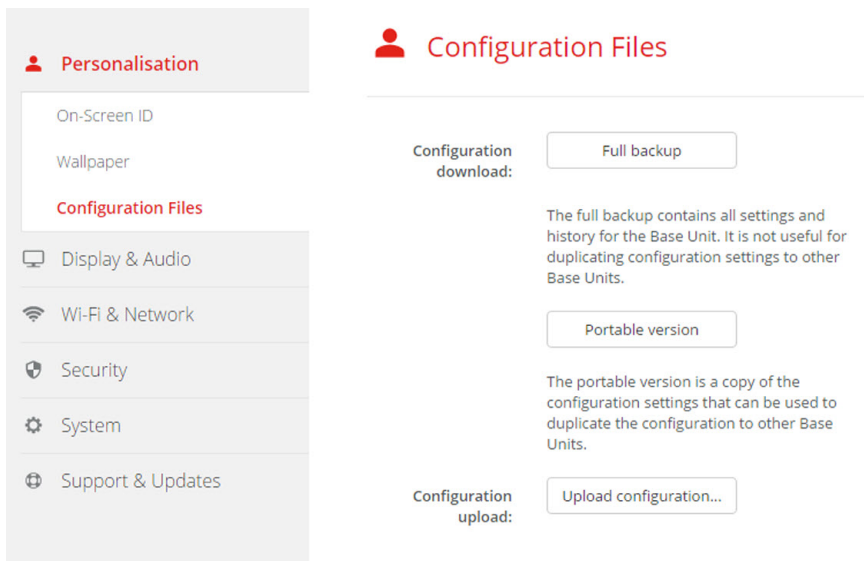 Personalisation
On-Screen ID
Wallpaper
Configuration Files
Display & Audio
Wi-Fi & Network
Security
System
Support & Updates
Configuration Files
Configuration
download:
Full backup
The full backup contains all settings and
history for the Base Unit. It is not useful for
duplicating configuration settings to other
Base Units.
Portable version
The portable version is a copy of the
configuration settings that can be used to
duplicate the configuration to other Base
Units.
Configuration
upload:
Upload configuration...